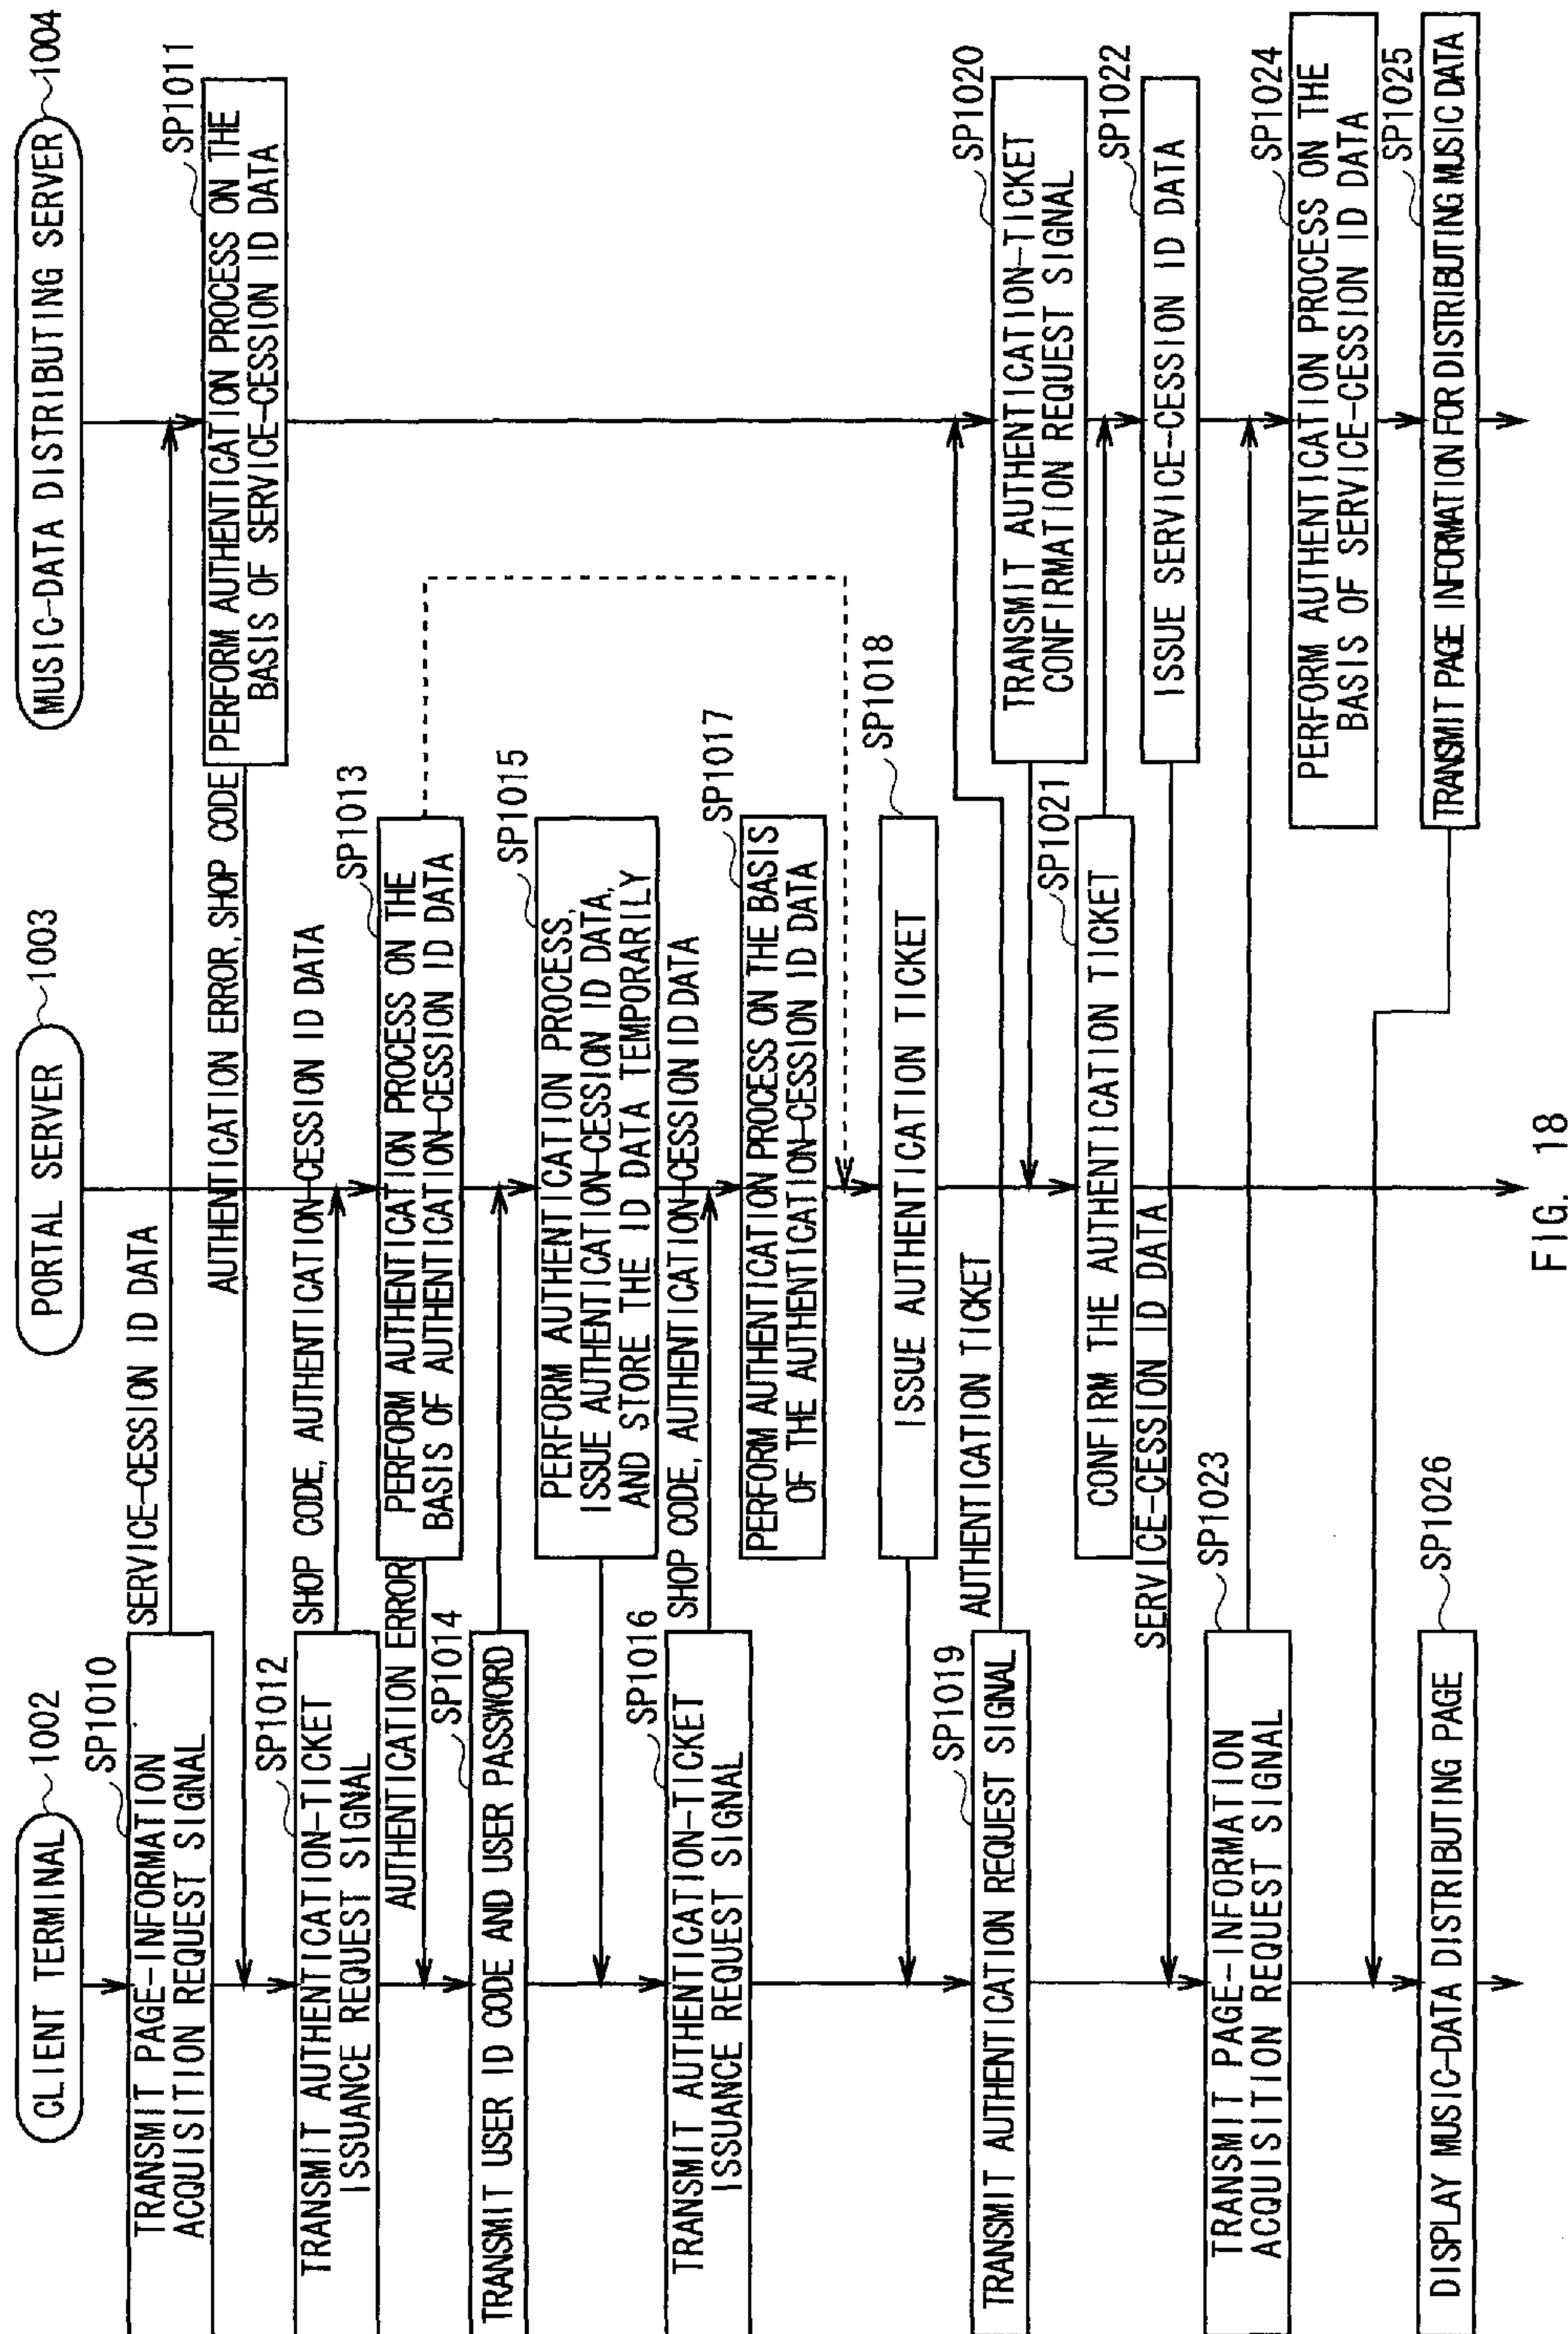 CLIENT TERMINAL
1002
PORTAL SERVER
1003
MUSIC-DATA DISTRIBUTING SERVER
1004
SP1010
TRANSMIT PAGE-INFORMATION
ACQUISITION REQUEST SIGNAL
SERVICE-CESSION ID DATA
SP1011
PERFORM AUTHENTICATION PROCESS ON THE
BASIS OF SERVICE-CESSION ID DATA
AUTHENTICATION ERROR, SHOP CODE
SP1012
TRANSMIT AUTHENTICATION-TICKET
ISSUANCE REQUEST SIGNAL
SHOP CODE, AUTHENTICATION-CESSION ID DATA
SP1013
PERFORM AUTHENTICATION PROCESS ON THE
BASIS OF AUTHENTICATION-CESSION ID DATA
AUTHENTICATION ERROR
SP1014
TRANSMIT USER ID CODE AND USER PASSWORD
SP1015
PERFORM AUTHENTICATION PROCESS,
ISSUE AUTHENTICATION-CESSION ID DATA,
AND STORE THE ID DATA TEMPORARILY
SP1016
TRANSMIT AUTHENTICATION-TICKET
ISSUANCE REQUEST SIGNAL
SHOP CODE, AUTHENTICATION-CESSION ID DATA
SP1017
PERFORM AUTHENTICATION PROCESS ON THE BASIS
OF THE AUTHENTICATION-CESSION ID DATA
SP1018
ISSUE AUTHENTICATION TICKET
SP1019
TRANSMIT AUTHENTICATION REQUEST SIGNAL
AUTHENTICATION TICKET
SP1020
TRANSMIT AUTHENTICATION-TICKET
CONFIRMATION REQUEST SIGNAL
SP1021
CONFIRM THE AUTHENTICATION TICKET
SP1022
ISSUE SERVICE-CESSION ID DATA
SERVICE-CESSION ID DATA
SP1023
TRANSMIT PAGE-INFORMATION
ACQUISITION REQUEST SIGNAL
SP1024
PERFORM AUTHENTICATION PROCESS ON THE
BASIS OF SERVICE-CESSION ID DATA
SP1025
TRANSMIT PAGE INFORMATION FOR DISTRIBUTING MUSIC DATA
SP1026
DISPLAY MUSIC-DATA DISTRIBUTING PAGE
FIG. 18